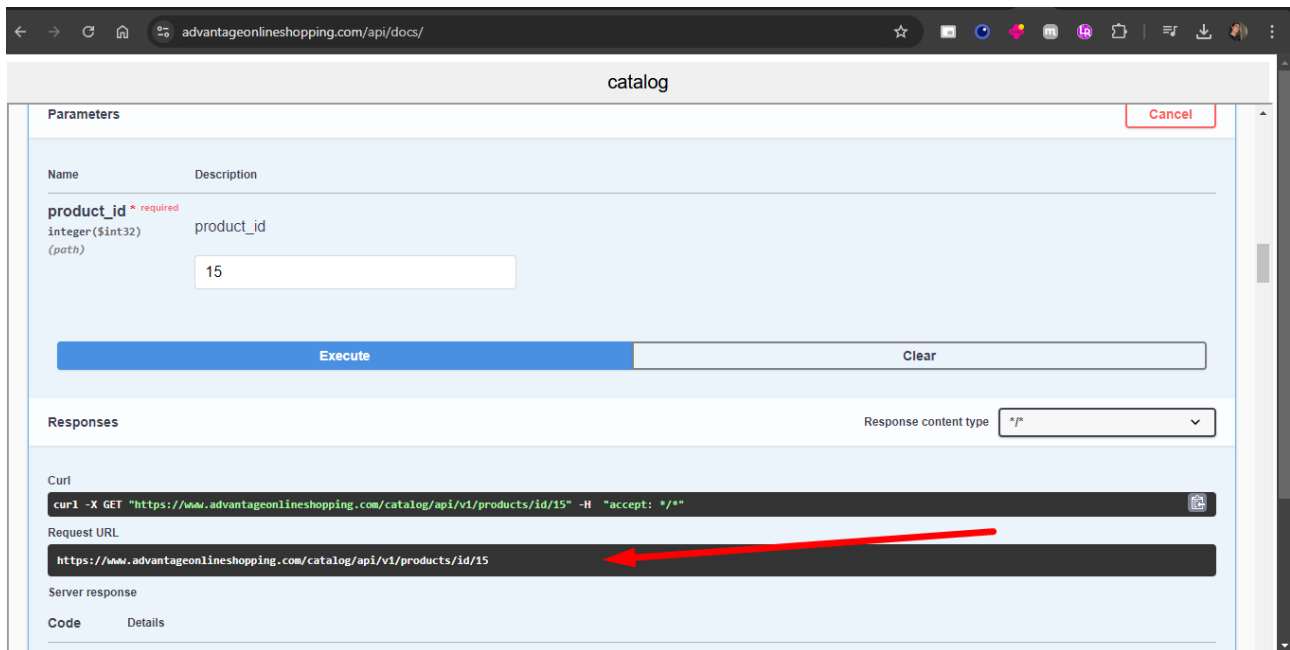 advantageonlineshopping.com/api/docs/
catalog
Parameters
Cancel
Name Description
product_id * required
integer($int32)
(path)
product_id
15
Execute Clear
Responses
Response content type */*
Curl
curl -X GET "https://www.advantageonlineshopping.com/catalog/api/v1/products/id/15" -H "accept: */*"
Request URL
https://www.advantageonlineshopping.com/catalog/api/v1/products/id/15
Server response
Code Details